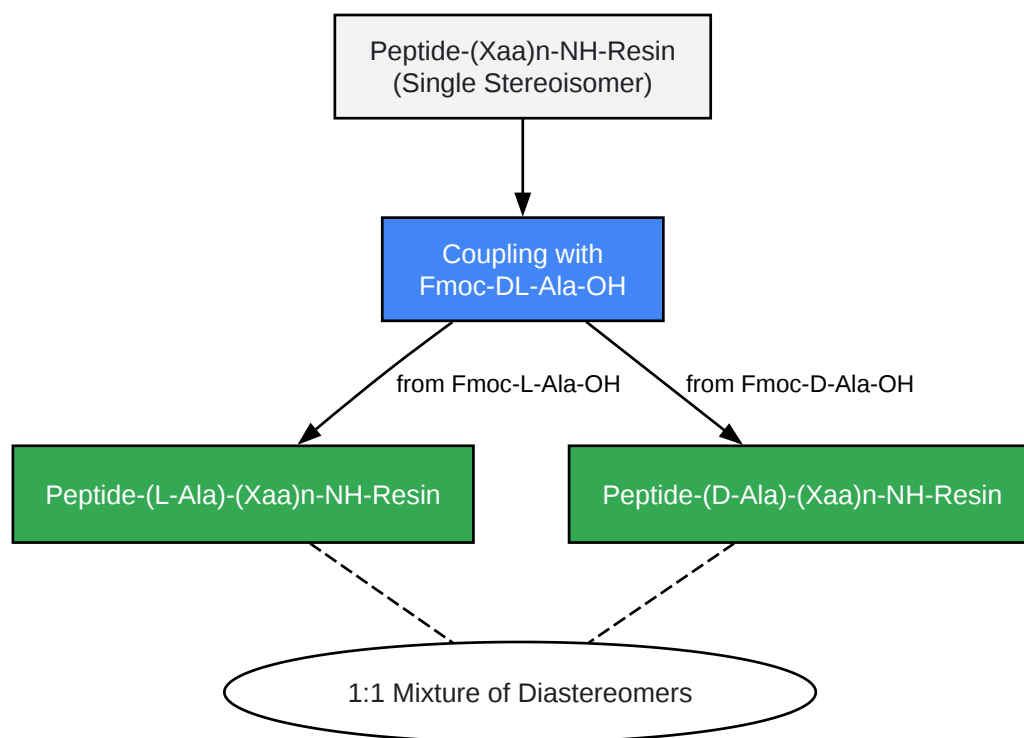 Peptide-(Xaa)n-NH-Resin
(Single Stereoisomer)
Coupling with
Fmoc-DL-Ala-OH
from Fmoc-L-Ala-OH
from Fmoc-D-Ala-OH
Peptide-(L-Ala)-(Xaa)n-NH-Resin
Peptide-(D-Ala)-(Xaa)n-NH-Resin
1:1 Mixture of Diastereomers